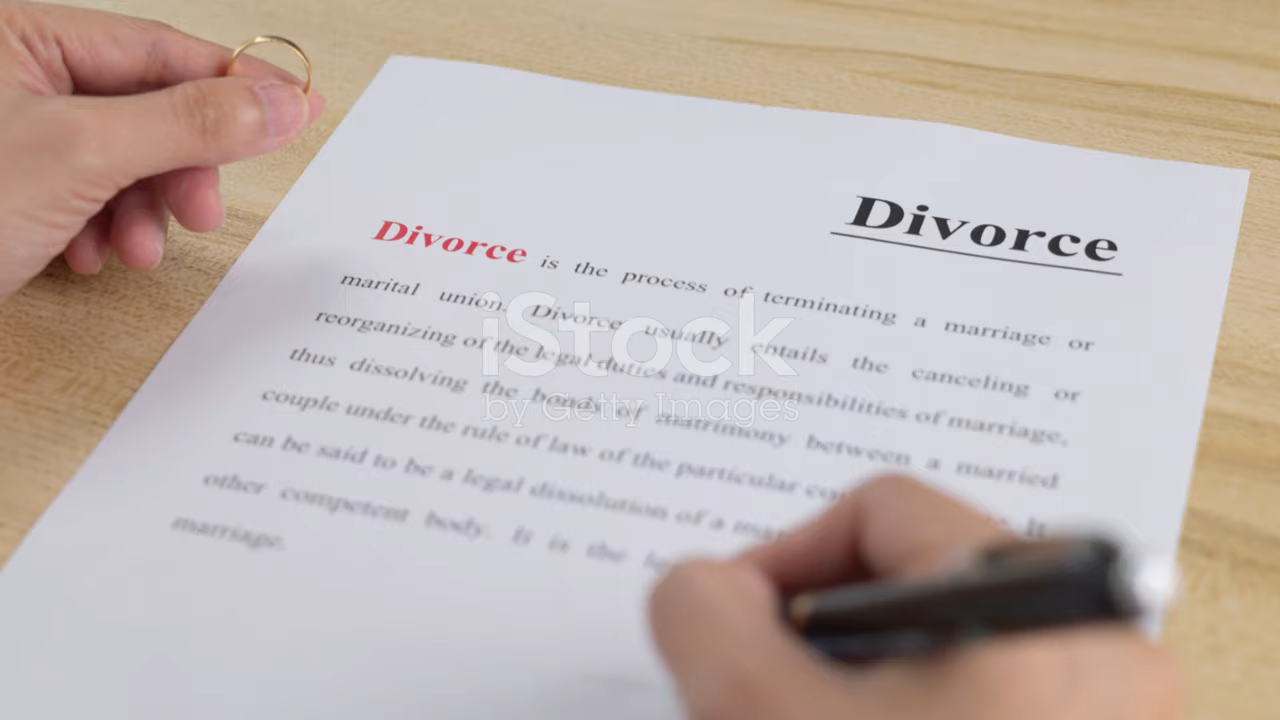 Divorce
Divorce is the process of terminating a marriage or
marital union. Divorce usually entails the canceling or
reorganizing of the legal duties and responsibilities of marriage,
thus dissolving the bonds of matrimony between a married
couple under the rule of law of the particular It
can be said to be a legal dissolution of a
other competent body. It is the
marriage.
iStock
by Getty Images